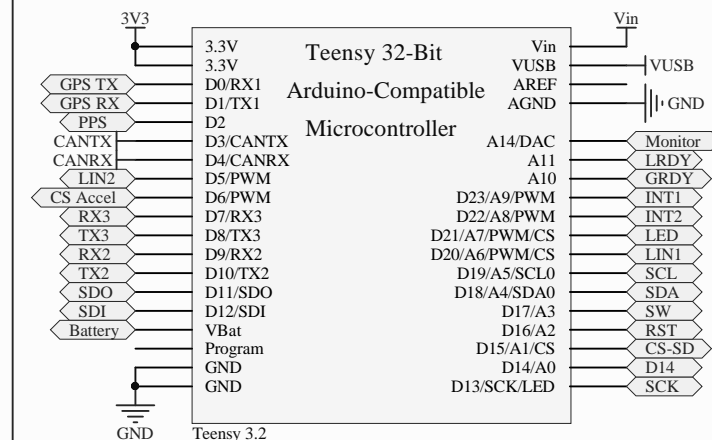 3V3 Vin
3.3V Teensy 32-Bit Vin
3.3V VUSB VUSB
GPS TX D0/RX1 Arduino-Compatible AREF
GPS RX D1/TX1 AGND GND
PPS D2 Microcontroller
CANTX D3/CANTX A14/DAC Monitor
CANRX D4/CANRX A11 LRDY
LIN2 D5/PWM A10 GRDY
CS Accel D6/PWM D23/A9/PWM INT1
RX3 D7/RX3 D22/A8/PWM INT2
TX3 D8/TX3 D21/A7/PWM/CS LED
RX2 D9/RX2 D20/A6/PWM/CS LIN1
TX2 D10/TX2 D19/A5/SCL0 SCL
SDO D11/SDO D18/A4/SDA0 SDA
SDI D12/SDI D17/A3 SW
Battery VBat D16/A2 RST
Program D15/A1/CS CS-SD
GND D14/A0 D14
GND D13/SCK/LED SCK
GND Teensy 3.2